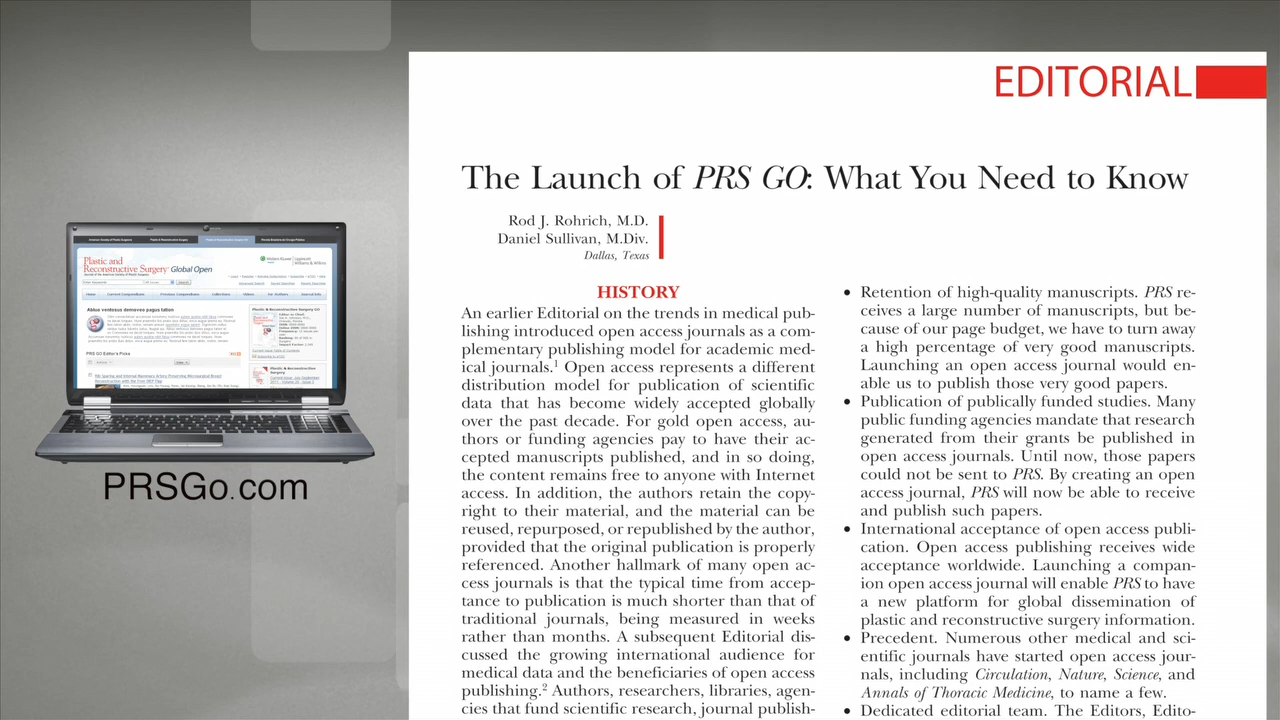 EDITORIAL
The Launch of PRS GO: What You Need to Know
Rod J. Rohrich, M.D.
Daniel Sullivan, M.Div.
Dallas, Texas
HISTORY
An earlier Editorial on the trends in medical pub-
lishing introduced open access journals as a com-
plementary publishing model for academic med-
ical journals.1 Open access represents a different
distribution model for publication of scientific
data that has become widely accepted globally
over the past decade. For gold open access, au-
thors or funding agencies pay to have their ac-
cepted manuscripts published, and in so doing,
the content remains free to anyone with Internet
access. In addition, the authors retain the copy-
right to their material, and the material can be
reused, repurposed, or republished by the author,
provided that the original publication is properly
referenced. Another hallmark of many open ac-
cess journals is that the typical time from accep-
tance to publication is much shorter than that of
traditional journals, being measured in weeks
rather than months. A subsequent Editorial dis-
cussed the growing international audience for
medical data and the beneficiaries of open access
publishing.2 Authors, researchers, libraries, agen-
cies that fund scientific research, journal publish-
• Retention of high-quality manuscripts. PRS re-
ceives a large number of manuscripts, but be-
cause of our page budget, we have to turn away
a high percentage of very good manuscripts.
Launching an open access journal would en-
able us to publish those very good papers.
• Publication of publically funded studies. Many
public funding agencies mandate that research
generated from their grants be published in
open access journals. Until now, those papers
could not be sent to PRS. By creating an open
access journal, PRS will now be able to receive
and publish such papers.
• International acceptance of open access publi-
cation. Open access publishing receives wide
acceptance worldwide. Launching a compan-
ion open access journal will enable PRS to have
a new platform for global dissemination of
plastic and reconstructive surgery information.
• Precedent. Numerous other medical and sci-
entific journals have started open access jour-
nals, including Circulation, Nature, Science, and
Annals of Thoracic Medicine, to name a few.
• Dedicated editorial team. The Editors, Edito-
Plastic and
Reconstructive Surgery Global Open
Abiuo ventosus demoveo pagus tation
PRS GO Editor's Picks
PRSGo.com